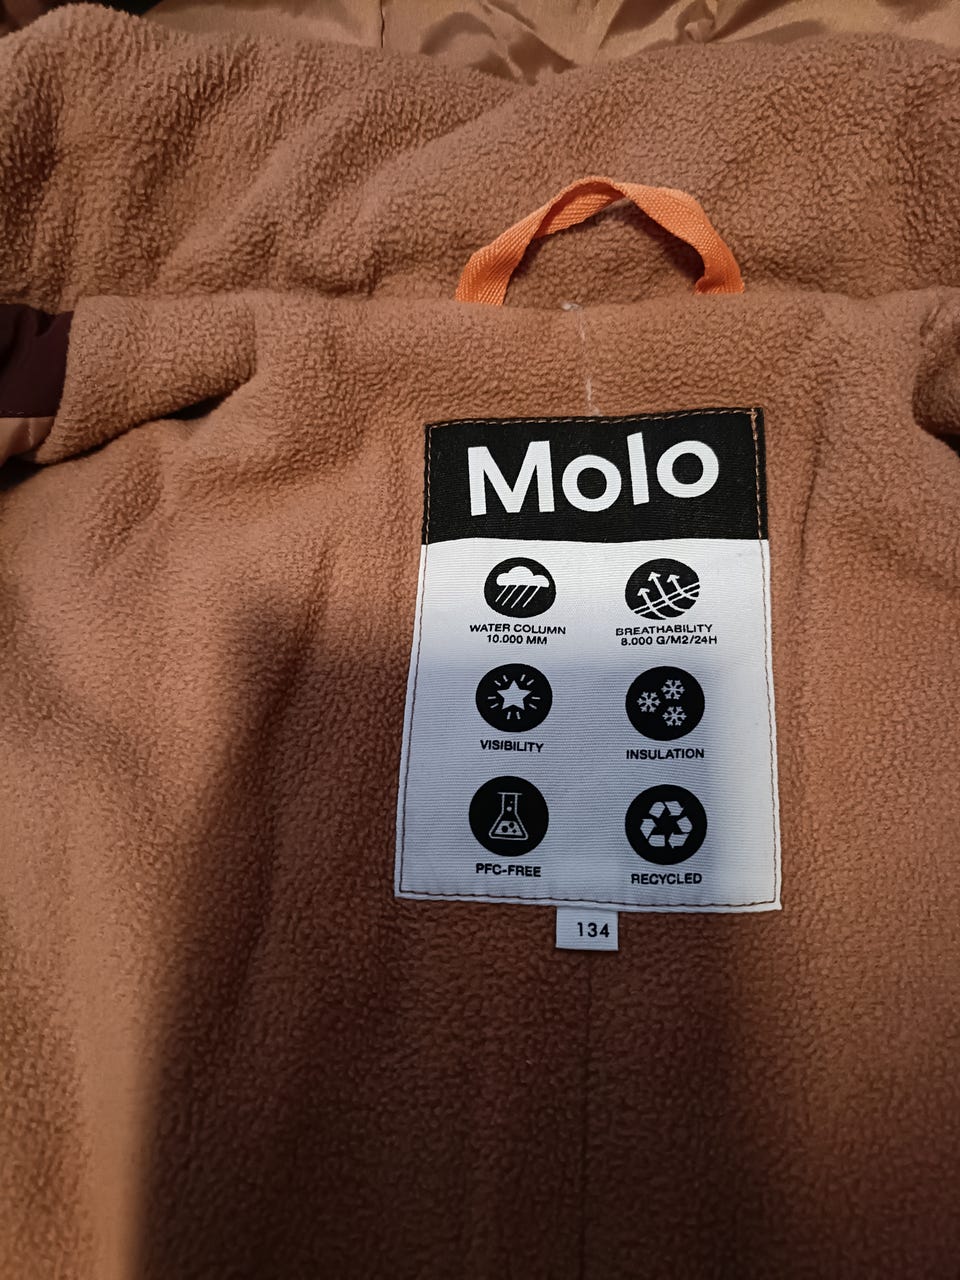 Molo
WATER COLUMN
10.000 MM
BREATHABILITY
8.000 G/M2/24H
VISIBILITY
INSULATION
PFC-FREE
RECYCLED
134